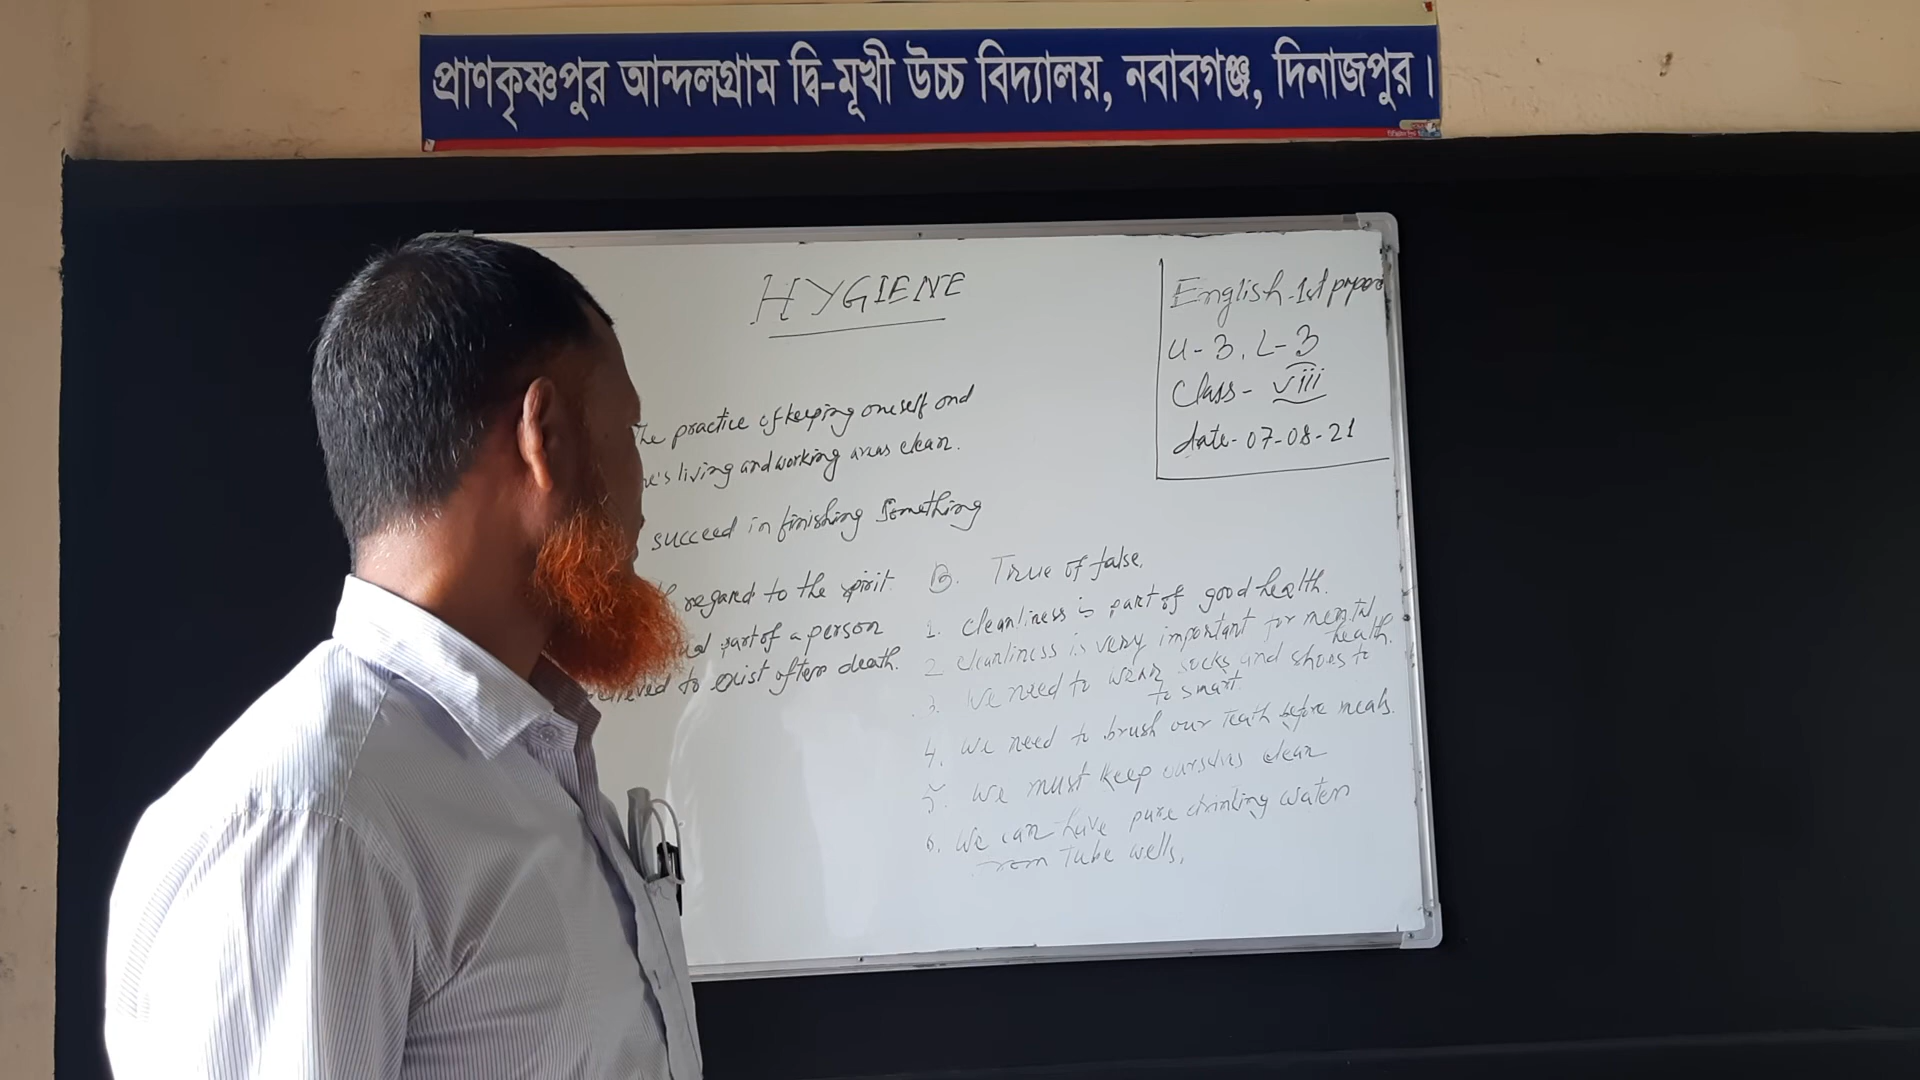 প্রাণকৃষ্ণপুর আন্দলগ্রাম দ্বি-মূখী উচ্চ বিদ্যালয়, নবাবগঞ্জ, দিনাজপুর।
HYGIENE
English-1st paper
U-3, L-3
Class- viii
date-07-08-21
The practice of keeping oneself and
living and working areas clean.
succeed in finishing Something
regard to the spirit
part of a person
to exist after death.
B. True of false.
1. Cleanliness is part of good health.
2. Cleanliness is very important for mental
health.
3. We need to wear socks and shoes to
to smart
4. We need to brush our Teath before meals.
5. We must keep ourselves clean
6. We can have pure drinking water
from tube wells,